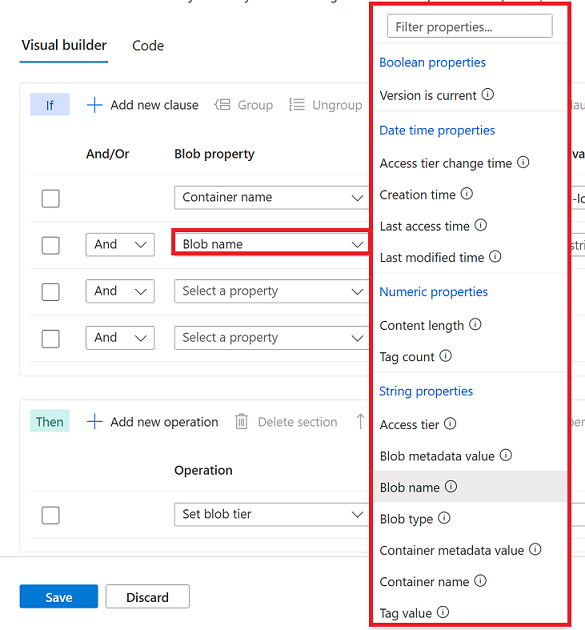 Visual builder Code
If Add new clause Group Ungroup
And/Or Blob property
Container name
And Blob name
And Select a property
And Select a property
Then Add new operation Delete section
Operation
Set blob tier
Save Discard
Filter properties...
Boolean properties
Version is current
Date time properties
Access tier change time
Creation time
Last access time
Last modified time
Numeric properties
Content length
Tag count
String properties
Access tier
Blob metadata value
Blob name
Blob type
Container metadata value
Container name
Tag value